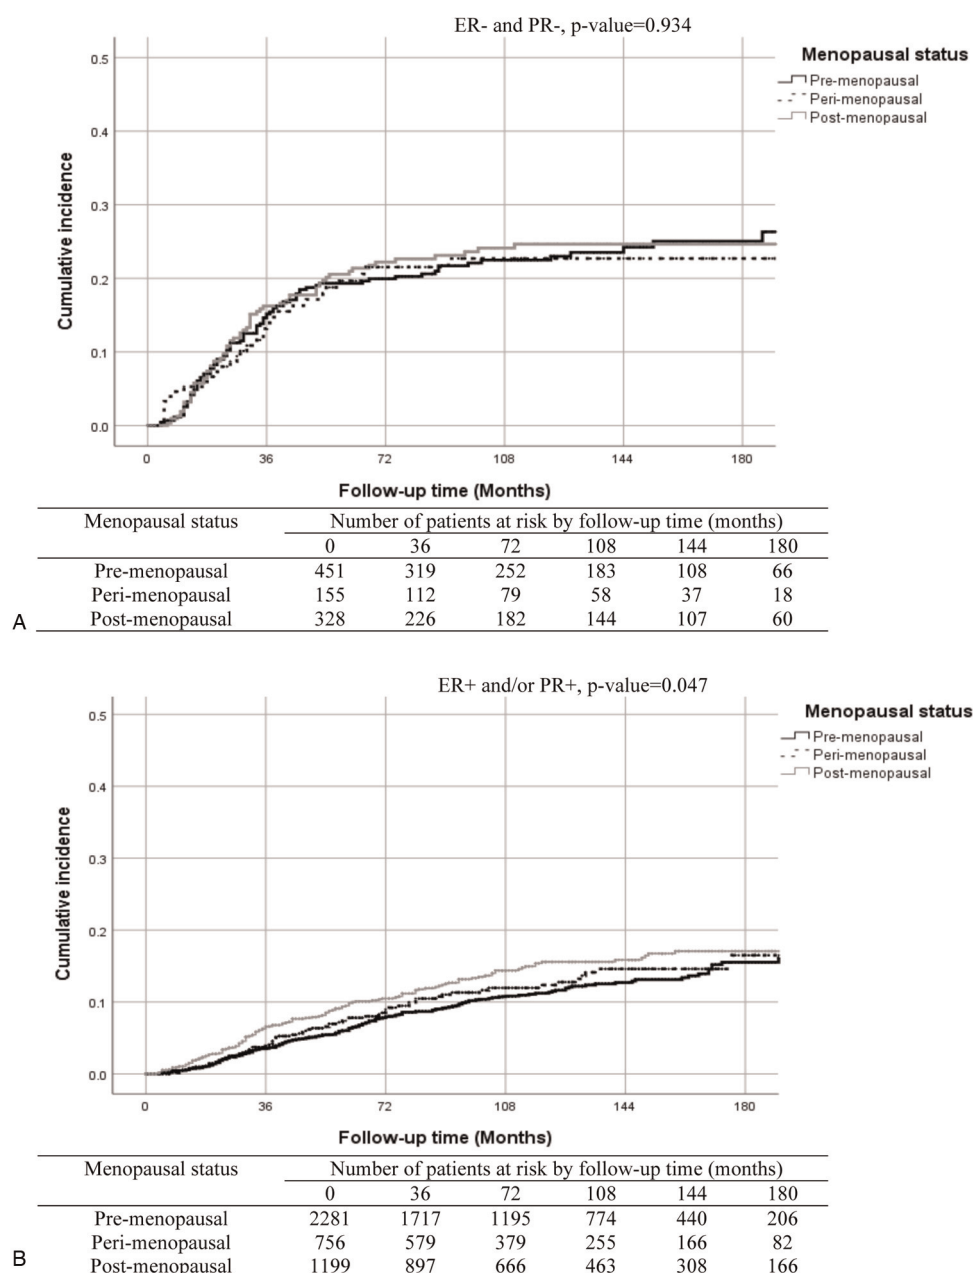 ER- and PR-, p-value=0.934
Menopausal status
Pre-menopausal
Peri-menopausal
Post-menopausal
0.5
0.4
0.3
0.2
0.1
0.0
Cumulative incidence
0 36 72 108 144 180
Follow-up time (Months)
Menopausal status Number of patients at risk by follow-up time (months)
0 36 72 108 144 180
Pre-menopausal 451 319 252 183 108 66
Peri-menopausal 155 112 79 58 37 18
Post-menopausal 328 226 182 144 107 60
A
ER+ and/or PR+, p-value=0.047
Menopausal status
Pre-menopausal
Peri-menopausal
Post-menopausal
0.5
0.4
0.3
0.2
0.1
0.0
Cumulative incidence
0 36 72 108 144 180
Follow-up time (Months)
Menopausal status Number of patients at risk by follow-up time (months)
0 36 72 108 144 180
Pre-menopausal 2281 1717 1195 774 440 206
Peri-menopausal 756 579 379 255 166 82
Post-menopausal 1199 897 666 463 308 166
B